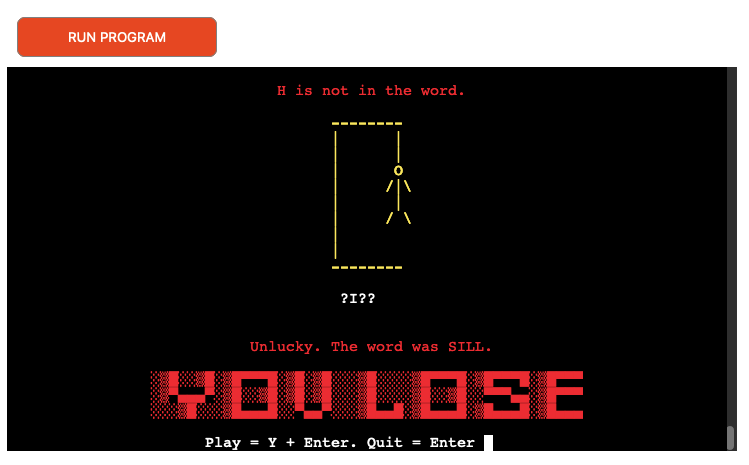 RUN PROGRAM
H is not in the word.
?I??
Unlucky. The word was SILL.
YOU LOSE
Play = Y + Enter. Quit = Enter